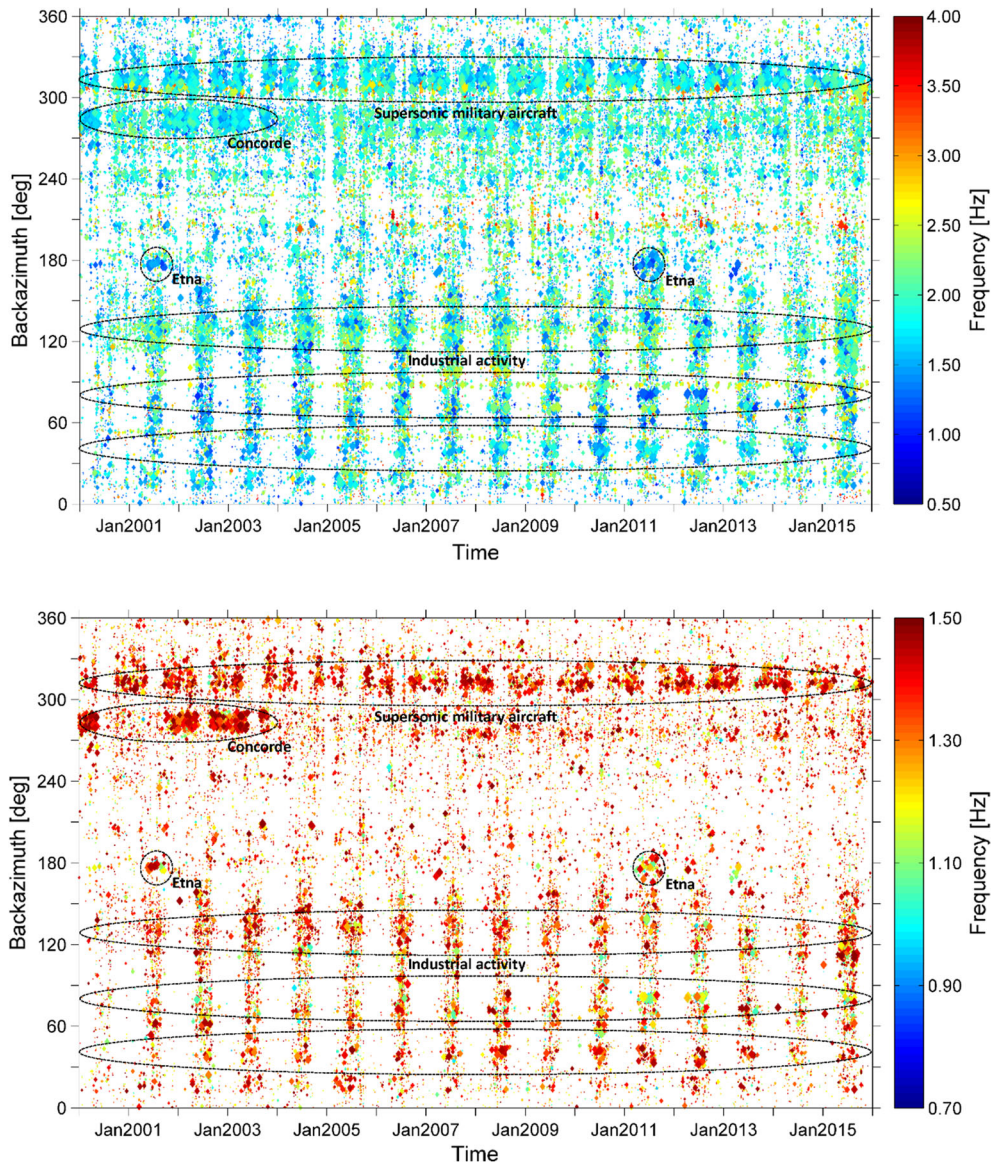 360
300
240
180
120
60
0
Backazimuth [deg]
Supersonic military aircraft
Concorde
Etna
Etna
Industrial activity
Jan2001
Jan2003
Jan2005
Jan2007
Jan2009
Jan2011
Jan2013
Jan2015
Time
4.00
3.50
3.00
2.50
2.00
1.50
1.00
0.50
Frequency [Hz]
360
300
240
180
120
60
0
Backazimuth [deg]
Supersonic military aircraft
Concorde
Etna
Etna
Industrial activity
Jan2001
Jan2003
Jan2005
Jan2007
Jan2009
Jan2011
Jan2013
Jan2015
Time
1.50
1.30
1.10
0.90
0.70
Frequency [Hz]